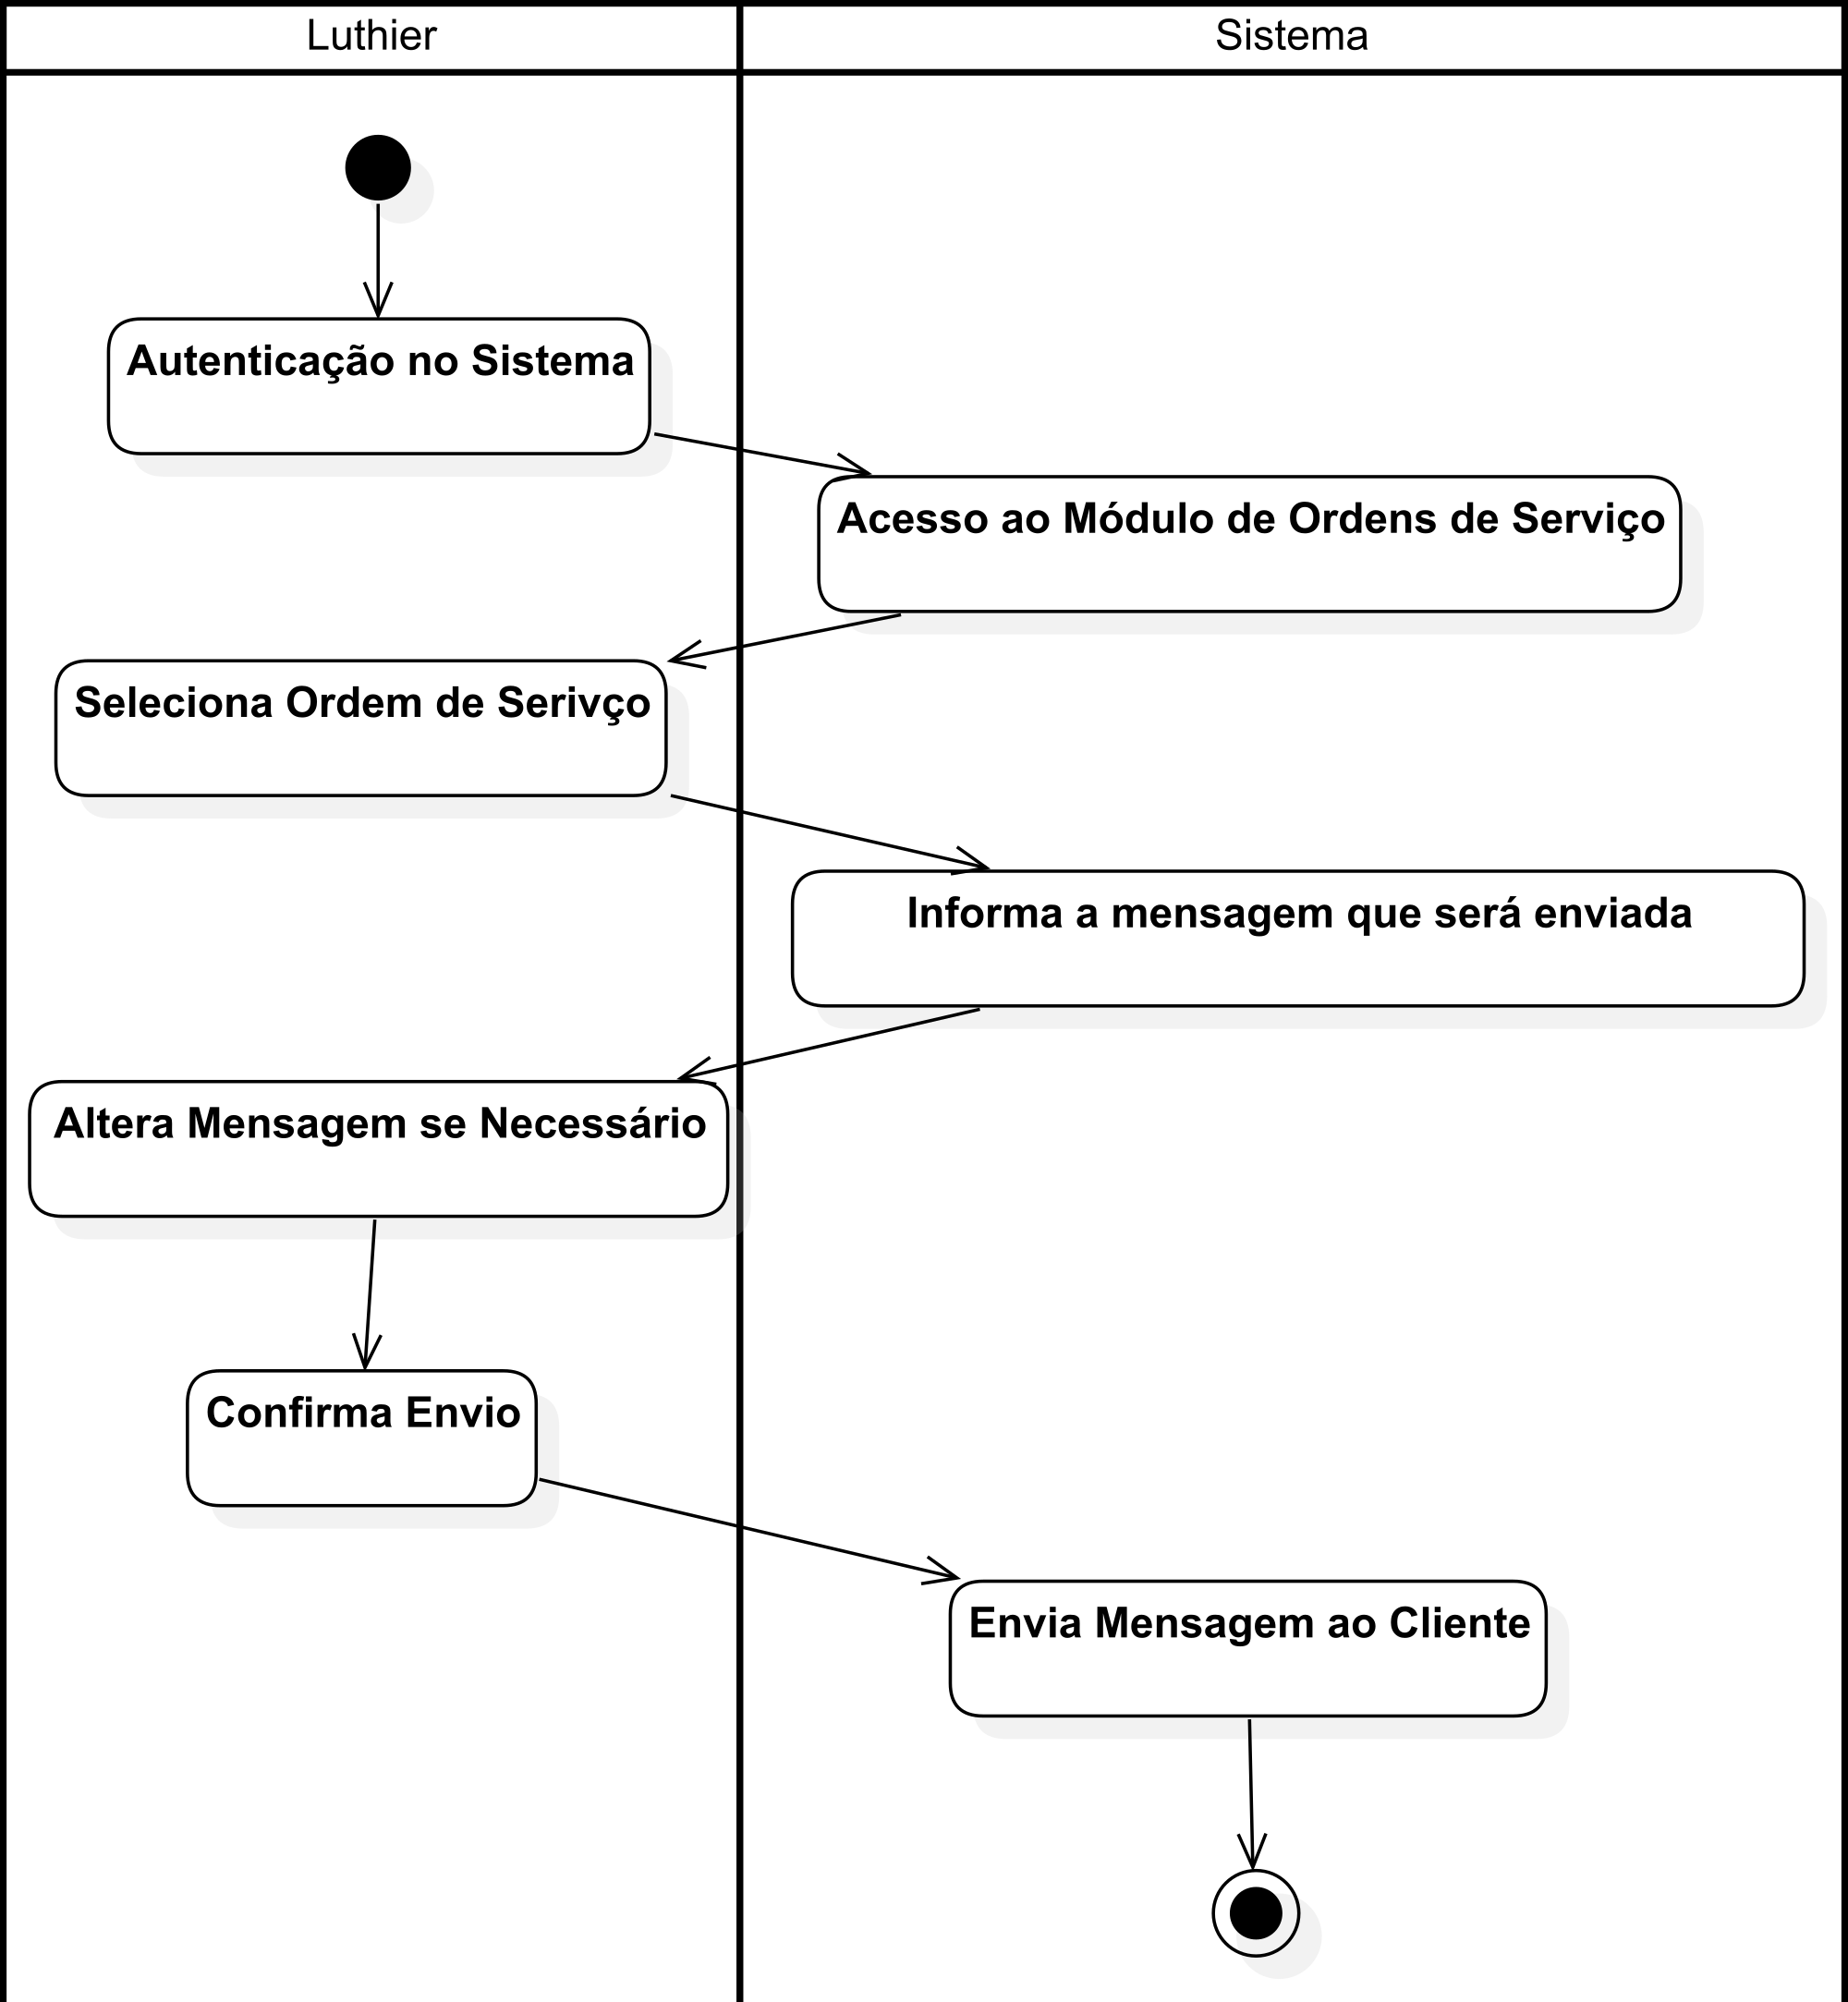 Luthier
Sistema
Autenticação no Sistema
Acesso ao Módulo de Ordens de Serviço
Seleciona Ordem de Serivço
Informa a mensagem que será enviada
Altera Mensagem se Necessário
Confirma Envio
Envia Mensagem ao Cliente